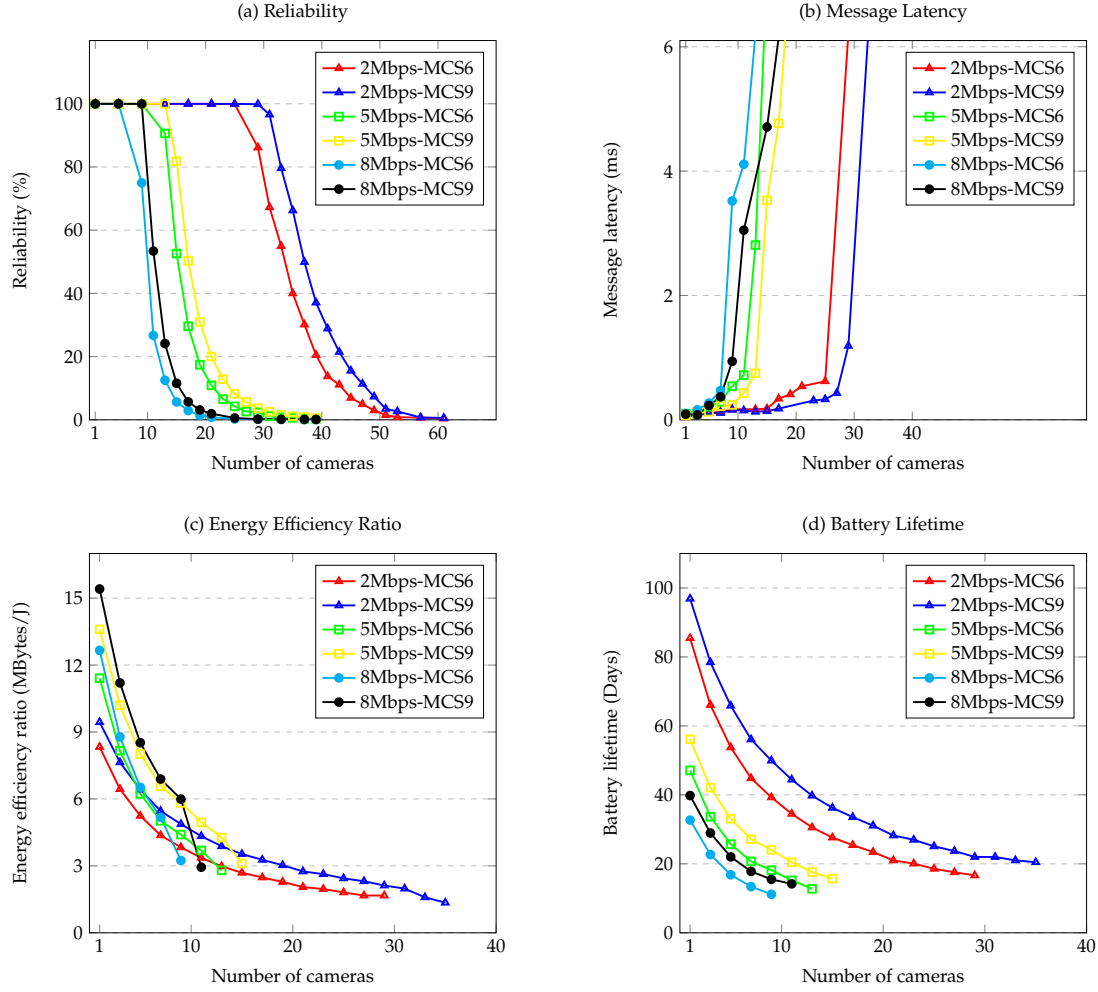 (a) Reliability
100
80
60
40
20
0
1
10
20
30
40
50
60
Reliability (%)
Number of cameras
2Mbps-MCS6
2Mbps-MCS9
5Mbps-MCS6
5Mbps-MCS9
8Mbps-MCS6
8Mbps-MCS9
(b) Message Latency
6
4
2
0
1
10
20
30
40
Message latency (ms)
Number of cameras
2Mbps-MCS6
2Mbps-MCS9
5Mbps-MCS6
5Mbps-MCS9
8Mbps-MCS6
8Mbps-MCS9
(c) Energy Efficiency Ratio
15
12
9
6
3
0
1
10
20
30
40
Energy efficiency ratio (MBytes/J)
Number of cameras
2Mbps-MCS6
2Mbps-MCS9
5Mbps-MCS6
5Mbps-MCS9
8Mbps-MCS6
8Mbps-MCS9
(d) Battery Lifetime
100
80
60
40
20
0
1
10
20
30
40
Battery lifetime (Days)
Number of cameras
2Mbps-MCS6
2Mbps-MCS9
5Mbps-MCS6
5Mbps-MCS9
8Mbps-MCS6
8Mbps-MCS9